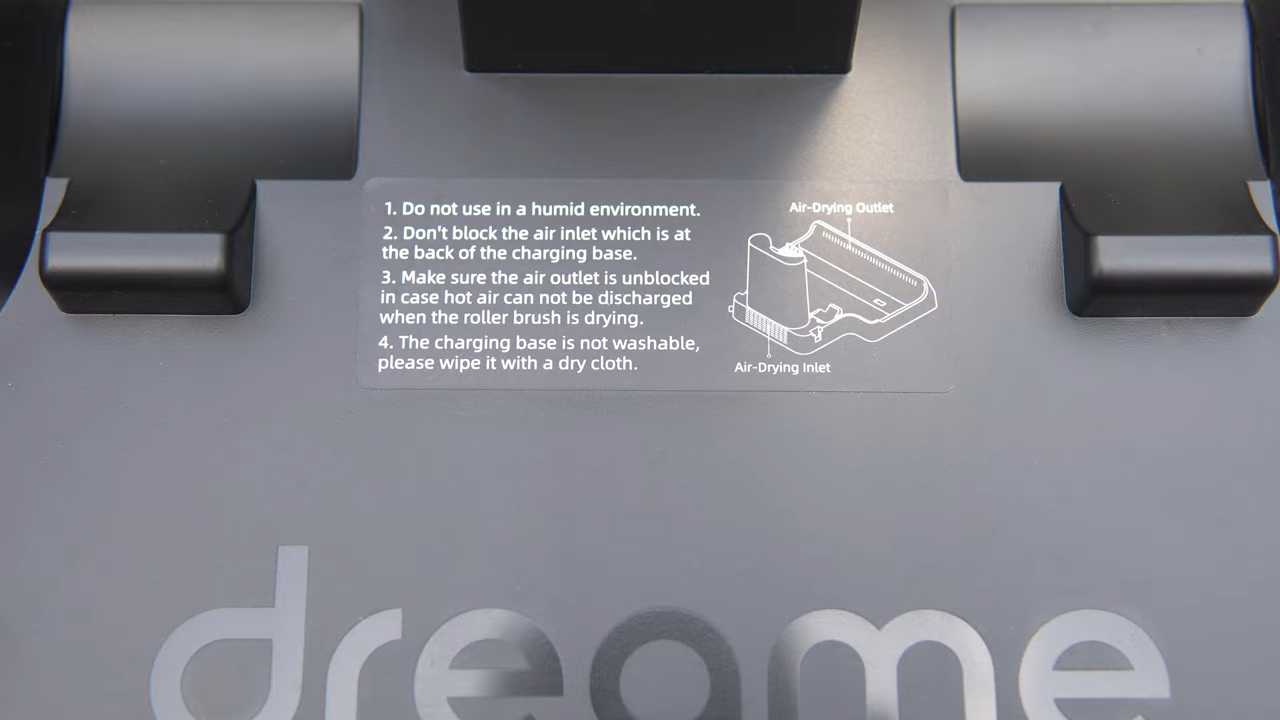 1. Do not use in a humid environment.
2. Don't block the air inlet which is at
the back of the charging base.
3. Make sure the air outlet is unblocked
in case hot air can not be discharged
when the roller brush is drying.
4. The charging base is not washable,
please wipe it with a dry cloth.
Air-Drying Outlet
Air-Drying Inlet
dreame